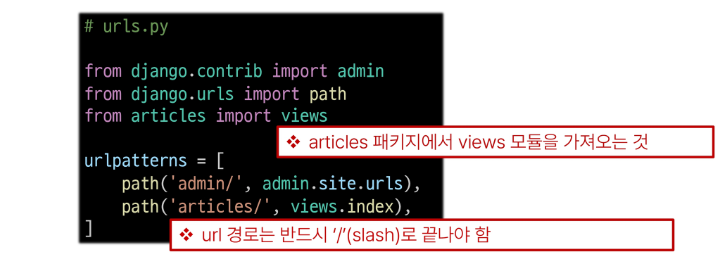 # urls.py
from django.contrib import admin
from django.urls import path
from articles import views
❖ articles 패키지에서 views 모듈을 가져오는 것
urlpatterns = [
    path('admin/', admin.site.urls),
    path('articles/', views.index),
]
❖ url 경로는 반드시 ‘/’(slash)로 끝나야 함